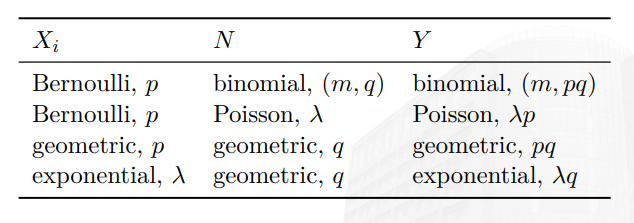 Xᵢ N Y
Bernoulli, p binomial, (m, q) binomial, (m, pq)
Bernoulli, p Poisson, λ Poisson, λp
geometric, p geometric, q geometric, pq
exponential, λ geometric, q exponential, λq